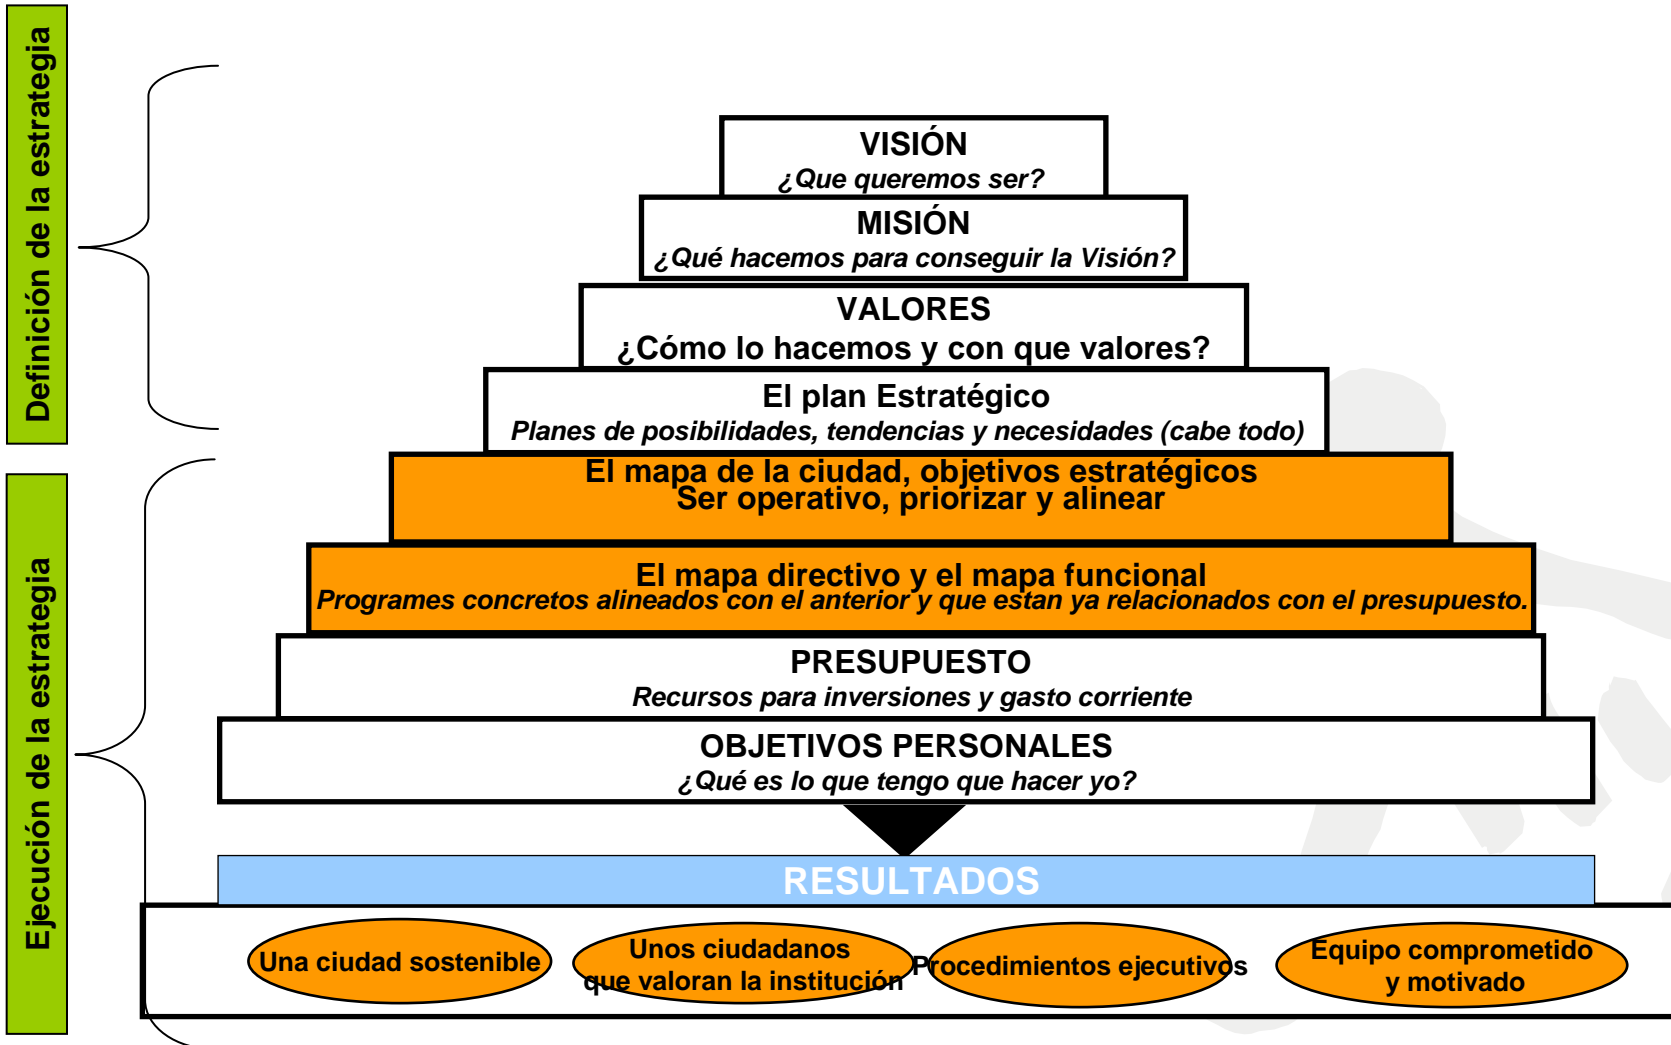 Definición de la estrategia
VISIÓN
¿Que queremos ser?
MISIÓN
¿Qué hacemos para conseguir la Visión?
VALORES
¿Cómo lo hacemos y con que valores?
El plan Estratégico
Planes de posibilidades, tendencias y necesidades (cabe todo)
Ejecución de la estrategia
El mapa de la ciudad, objetivos estratégicos
Ser operativo, priorizar y alinear
El mapa directivo y el mapa funcional
Programes concretos alineados con el anterior y que estan ya relacionados con el presupuesto.
PRESUPUESTO
Recursos para inversiones y gasto corriente
OBJETIVOS PERSONALES
¿Qué es lo que tengo que hacer yo?
RESULTADOS
Una ciudad sostenible
Unos ciudadanos
que valoran la institución
Procedimientos ejecutivos
Equipo comprometido
y motivado